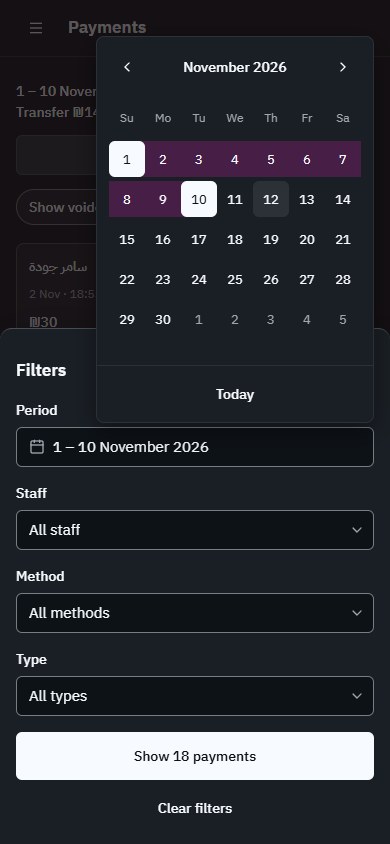 Payments
1 – 10 Novem
Transfer ₪14
Show voide
سامر جودة
2 Nov · 18:5
₪30
November 2026
Su Mo Tu We Th Fr Sa
1 2 3 4 5 6 7
8 9 10 11 12 13 14
15 16 17 18 19 20 21
22 23 24 25 26 27 28
29 30 1 2 3 4 5
Today
Filters
Period
1 – 10 November 2026
Staff
All staff
Method
All methods
Type
All types
Show 18 payments
Clear filters